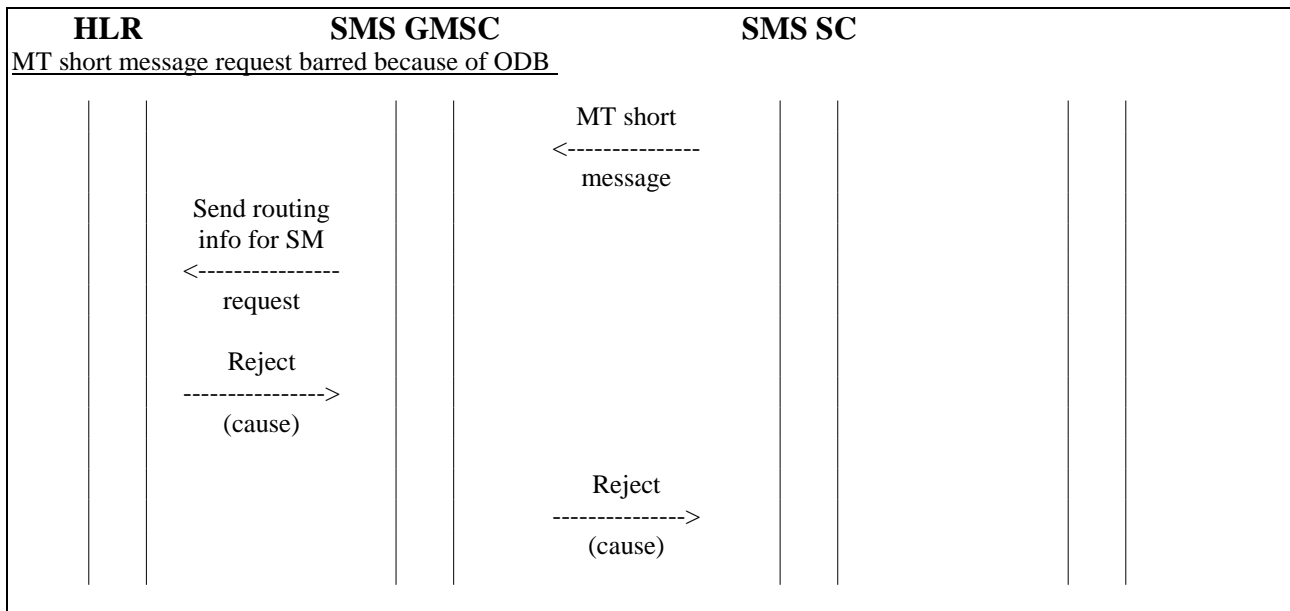 HLR SMS GMSC SMS SC
MT short message request barred because of ODB
MT short
<---------------
message
Send routing
info for SM
<----------------
request
Reject
---------------->
(cause)
Reject
--------------->
(cause)